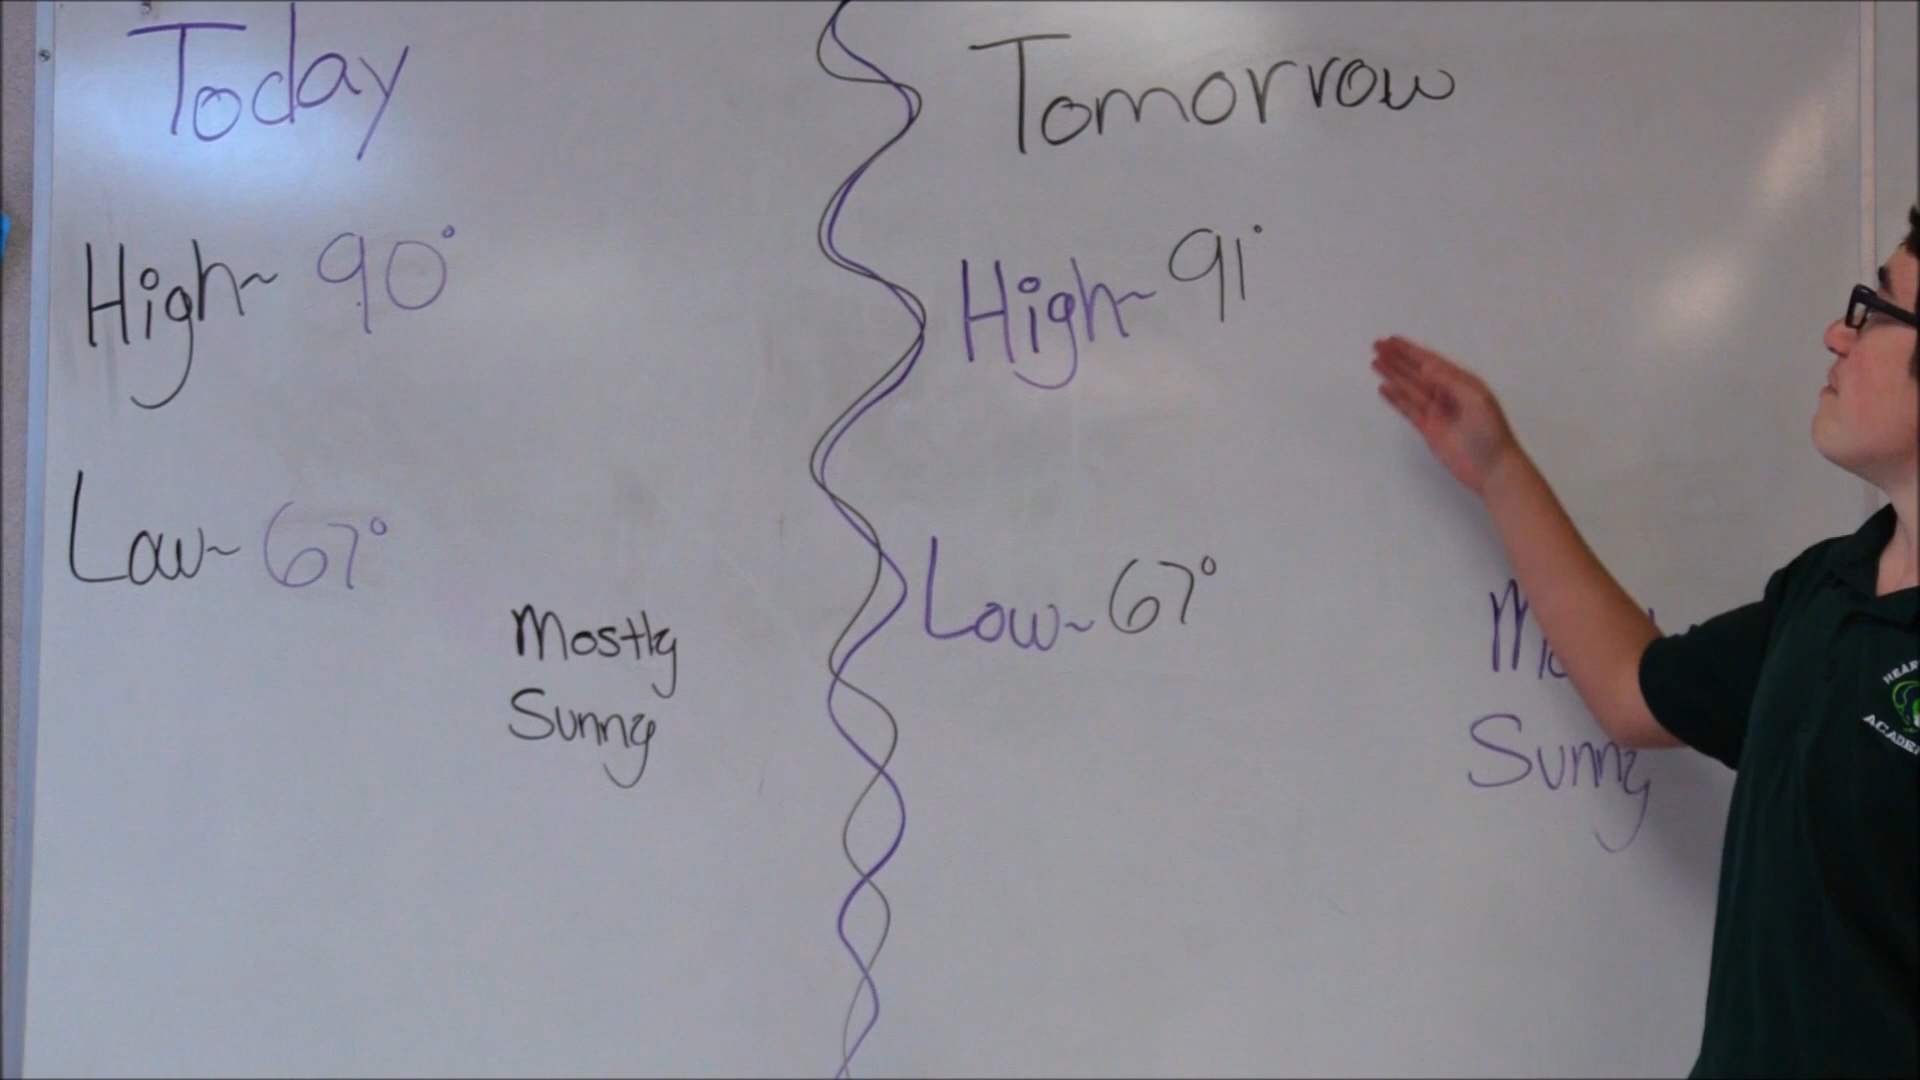 Today
High~ 90°
Low~ 67°
Mostly
Sunny
Tomorrow
High~ 91°
Low~ 67°
Sunny